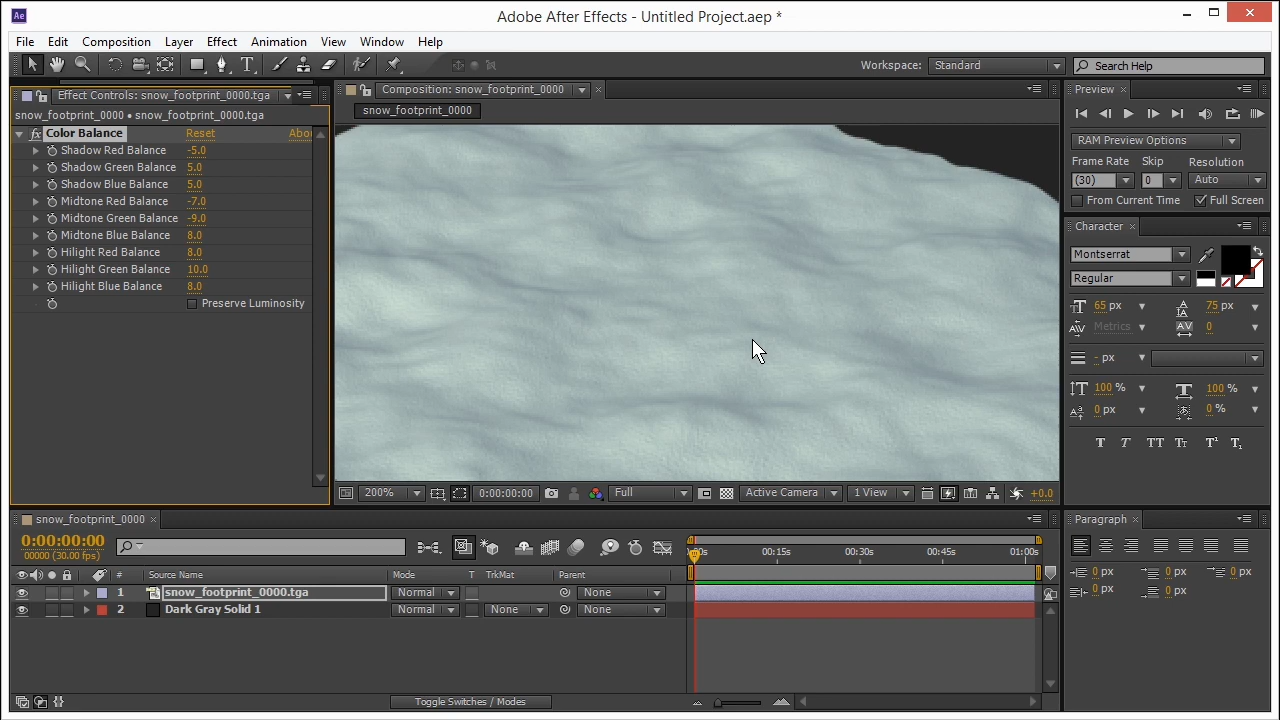 Ae
Adobe After Effects - Untitled Project.aep *
File Edit Composition Layer Effect Animation View Window Help
Workspace: Standard Search Help
Effect Controls: snow_footprint_0000.tga
snow_footprint_0000 • snow_footprint_0000.tga
fx Color Balance Reset Abou
Shadow Red Balance -5.0
Shadow Green Balance 5.0
Shadow Blue Balance 5.0
Midtone Red Balance -7.0
Midtone Green Balance -9.0
Midtone Blue Balance 8.0
Hilight Red Balance 8.0
Hilight Green Balance 10.0
Hilight Blue Balance 8.0
Preserve Luminosity
Composition: snow_footprint_0000
snow_footprint_0000
200% 0:00:00:00 Full Active Camera 1 View +0.0
Preview
RAM Preview Options
Frame Rate Skip Resolution
(30) 0 Auto
From Current Time Full Screen
Character
Montserrat
Regular
65 px 75 px
Metrics 0
- px
100 % 100 %
0 px 0 %
T T TT Tт T¹ T₁
snow_footprint_0000
0:00:00:00
00000 (30.00 fps)
:00s 00:15s 00:30s 00:45s 01:00s
# Source Name Mode T TrkMat Parent
1 snow_footprint_0000.tga Normal None
2 Dark Gray Solid 1 Normal None None
Toggle Switches / Modes
Paragraph
0 px 0 px 0 px
0 px 0 px